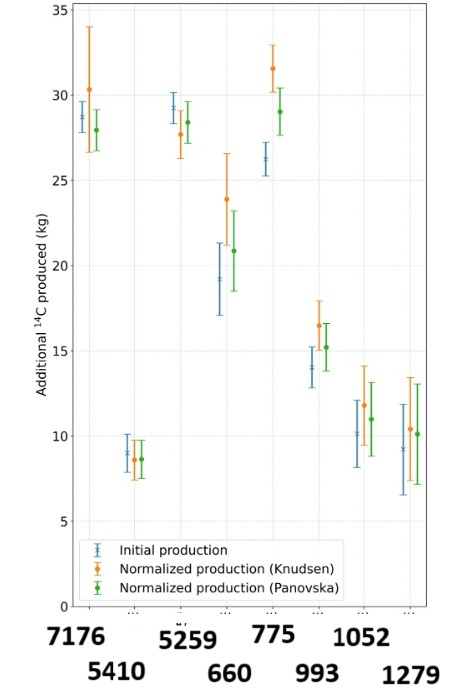 35
30
25
20
15
10
5
0
Additional ¹⁴C produced (kg)
Initial production
Normalized production (Knudsen)
Normalized production (Panovska)
7176 5259 775 1052
5410 660 993 1279